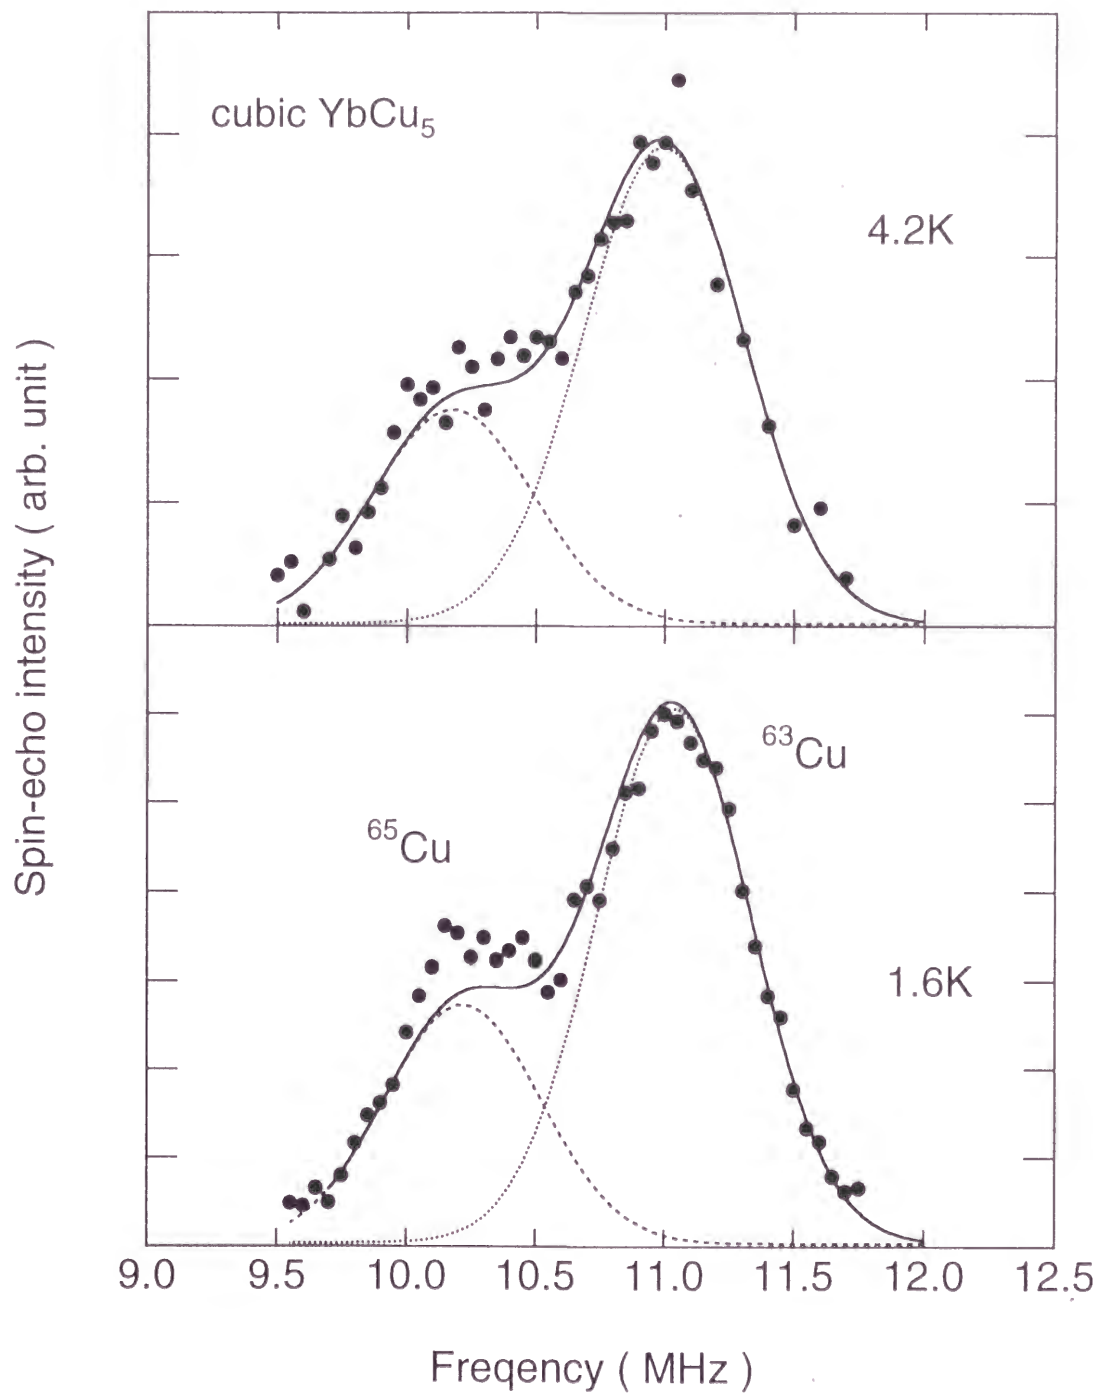 cubic YbCu₅
4.2K
Spin-echo intensity ( arb. unit )
⁶³Cu
⁶⁵Cu
1.6K
9.0 9.5 10.0 10.5 11.0 11.5 12.0 12.5
Freqency ( MHz )